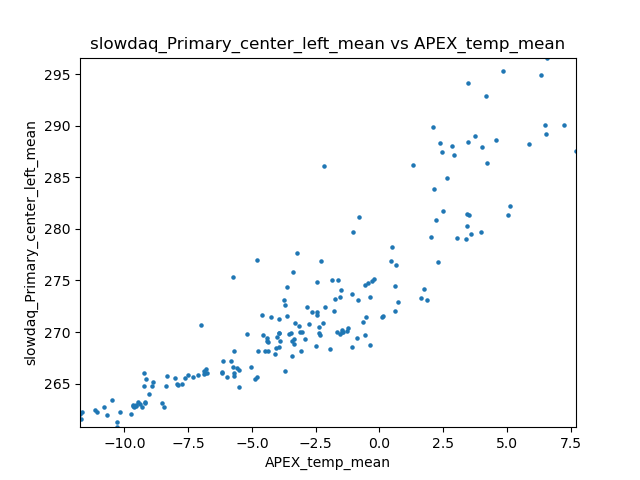 slowdaq_Primary_center_left_mean vs APEX_temp_mean
295
290
285
280
275
270
265
slowdaq_Primary_center_left_mean
−10.0 −7.5 −5.0 −2.5 0.0 2.5 5.0 7.5
APEX_temp_mean